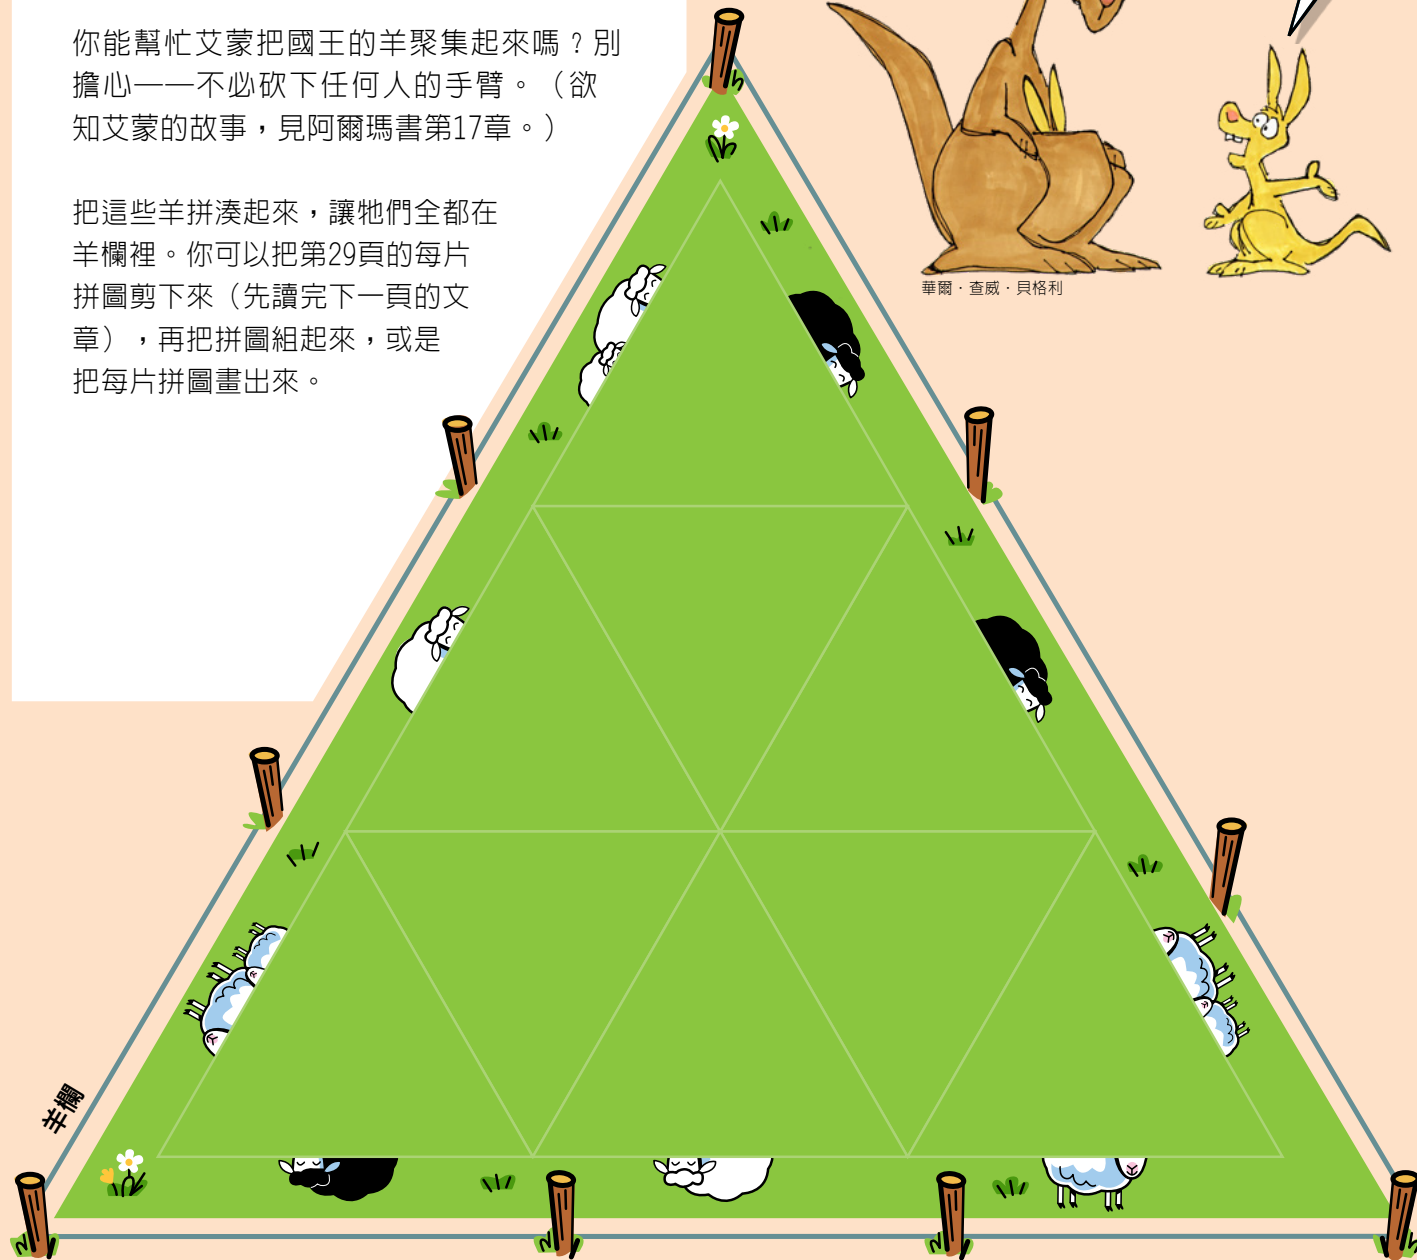 你能幫忙艾蒙把國王的羊聚集起來嗎？別
擔心——不必砍下任何人的手臂。（欲
知艾蒙的故事，見阿爾瑪書第17章。）
把這些羊拼湊起來，讓牠們全都在
羊欄裡。你可以把第29頁的每片
拼圖剪下來（先讀完下一頁的文
章），再把拼圖組起來，或是
把每片拼圖畫出來。
華爾·查威·貝格利
羊欄